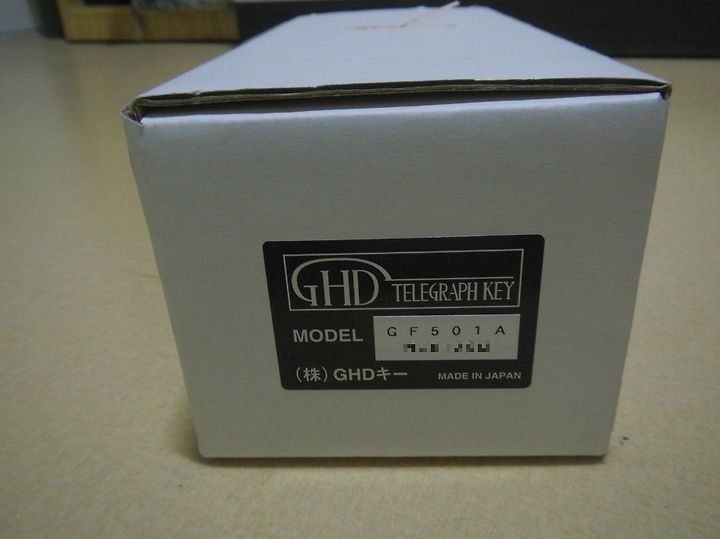 GHD TELEGRAPH KEY
MODEL GF501A
(株)GHDキー MADE IN JAPAN